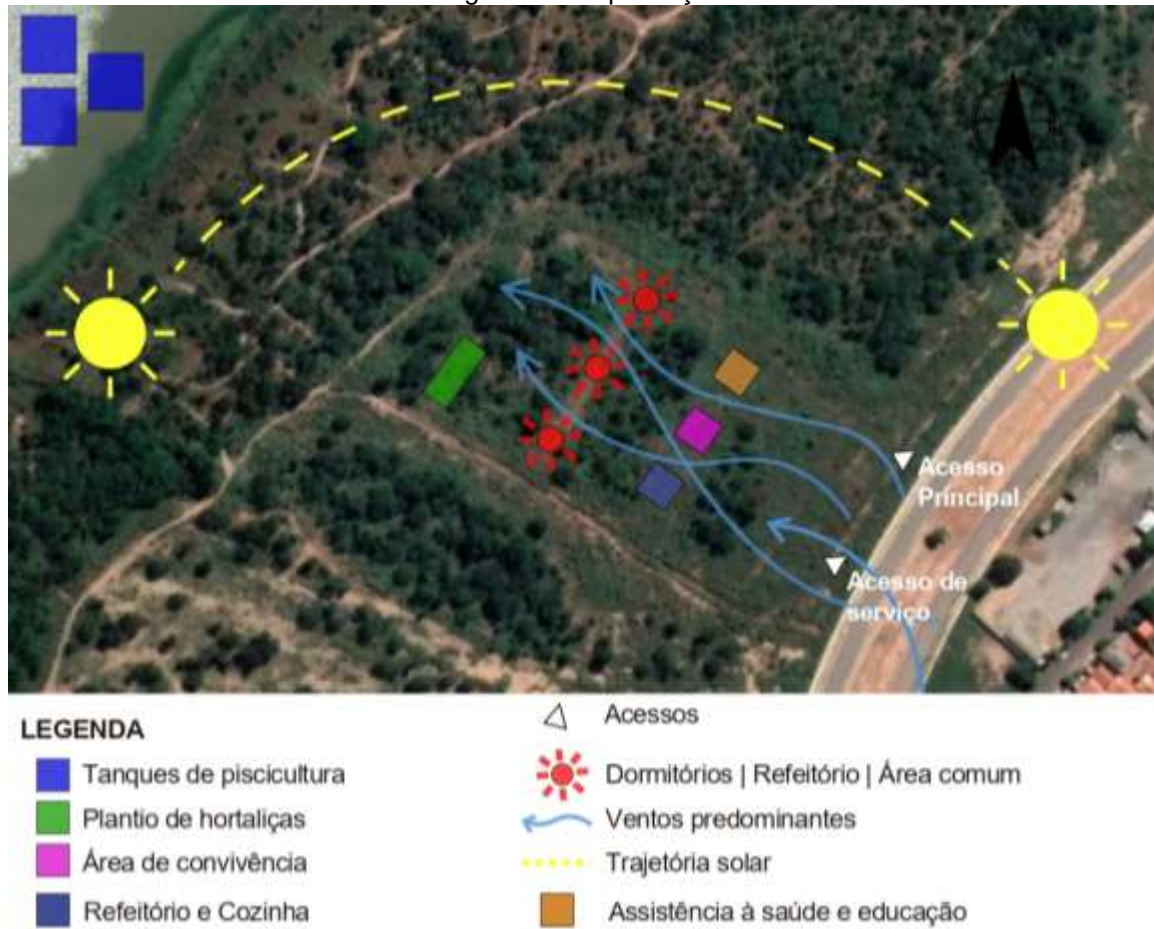 Acesso
Principal
Acesso de
serviço
LEGENDA
Tanques de piscicultura
Plantio de hortaliças
Área de convivência
Refeitório e Cozinha
Acessos
Dormitórios | Refeitório | Área comum
Ventos predominantes
Trajetória solar
Assistência à saúde e educação